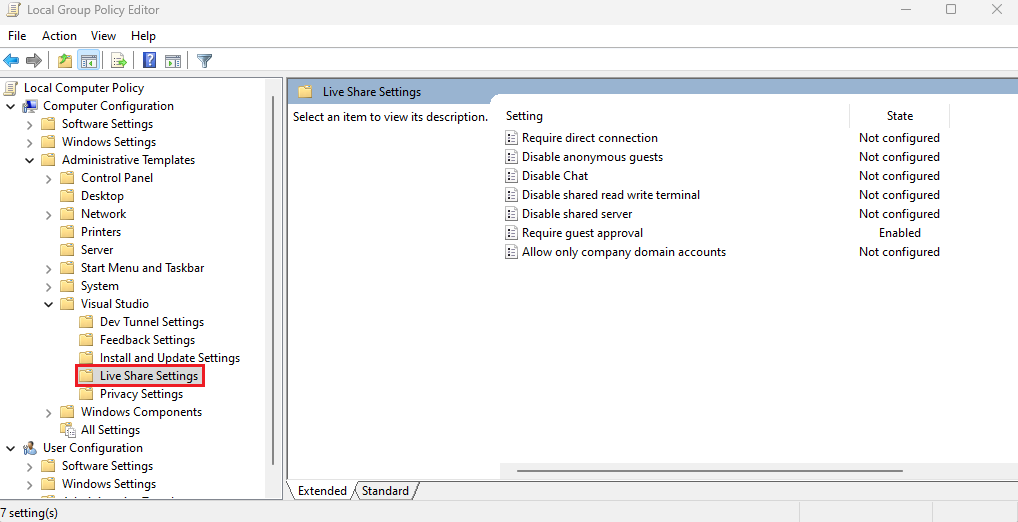 Local Group Policy Editor
File Action View Help
Local Computer Policy
Computer Configuration
Software Settings
Windows Settings
Administrative Templates
Control Panel
Desktop
Network
Printers
Server
Start Menu and Taskbar
System
Visual Studio
Dev Tunnel Settings
Feedback Settings
Install and Update Settings
Live Share Settings
Privacy Settings
Windows Components
All Settings
User Configuration
Software Settings
Windows Settings
Live Share Settings
Select an item to view its description.
Setting State
Require direct connection Not configured
Disable anonymous guests Not configured
Disable Chat Not configured
Disable shared read write terminal Not configured
Disable shared server Not configured
Require guest approval Enabled
Allow only company domain accounts Not configured
Extended Standard
7 setting(s)